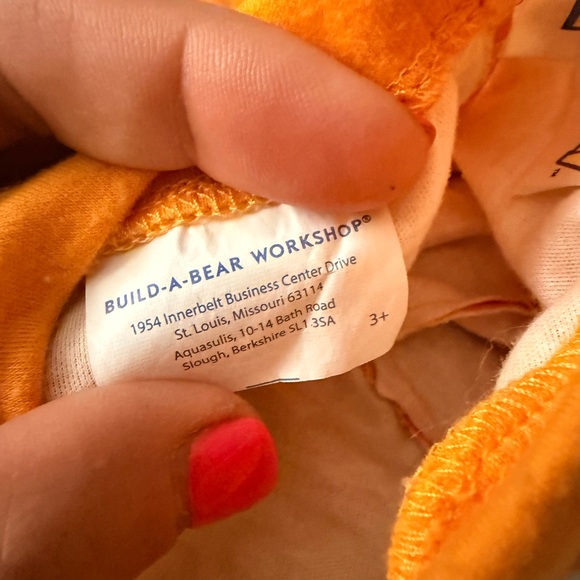 BUILD-A-BEAR WORKSHOP®
1954 Innerbelt Business Center Drive
St. Louis, Missouri 63114
Aquasulis, 10-14 Bath Road
Slough, Berkshire SL1 3SA
3+